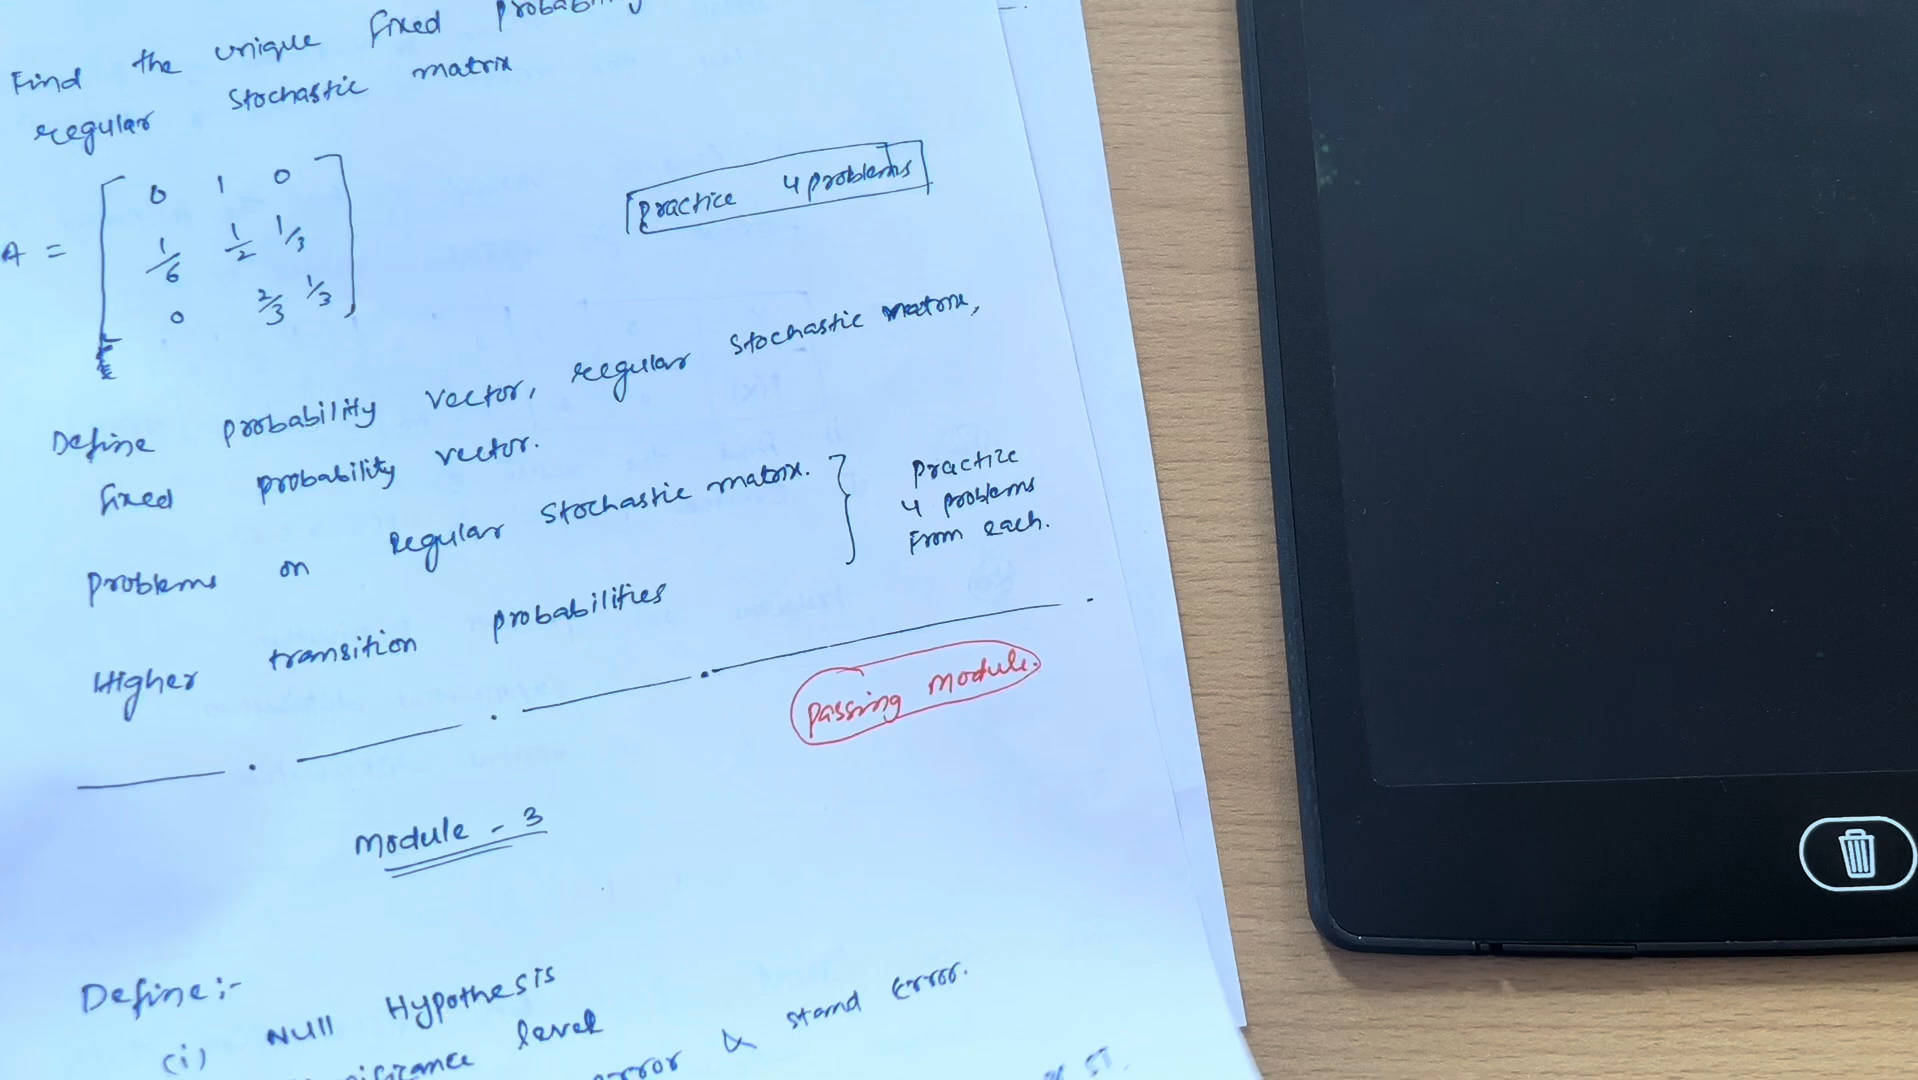 Find the unique fixed
regular stochastic matrix
A = [ 0 1 0
1/6 1/2 1/3
0 2/3 1/3 ]
Practice 4 problems
Define probability vector, regular stochastic matrix,
fixed probability vector.
Problems on Regular stochastic matrix.
Higher transition probabilities
} Practice
4 problems
From each.
Passing Module.
Module - 3
Define:-
(i) Null Hypothesis
level
error & stand error.